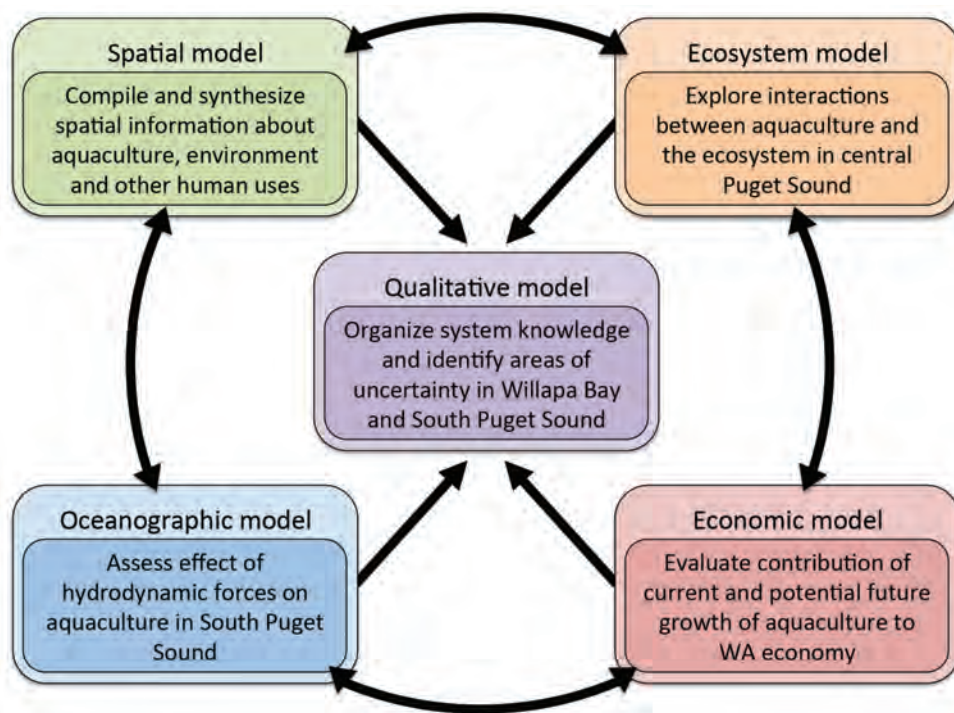 Spatial model
Compile and synthesize
spatial information about
aquaculture, environment
and other human uses
Ecosystem model
Explore interactions
between aquaculture and
the ecosystem in central
Puget Sound
Qualitative model
Organize system knowledge
and identify areas of
uncertainty in Willapa Bay
and South Puget Sound
Oceanographic model
Assess effect of
hydrodynamic forces on
aquaculture in South Puget
Sound
Economic model
Evaluate contribution of
current and potential future
growth of aquaculture to
WA economy